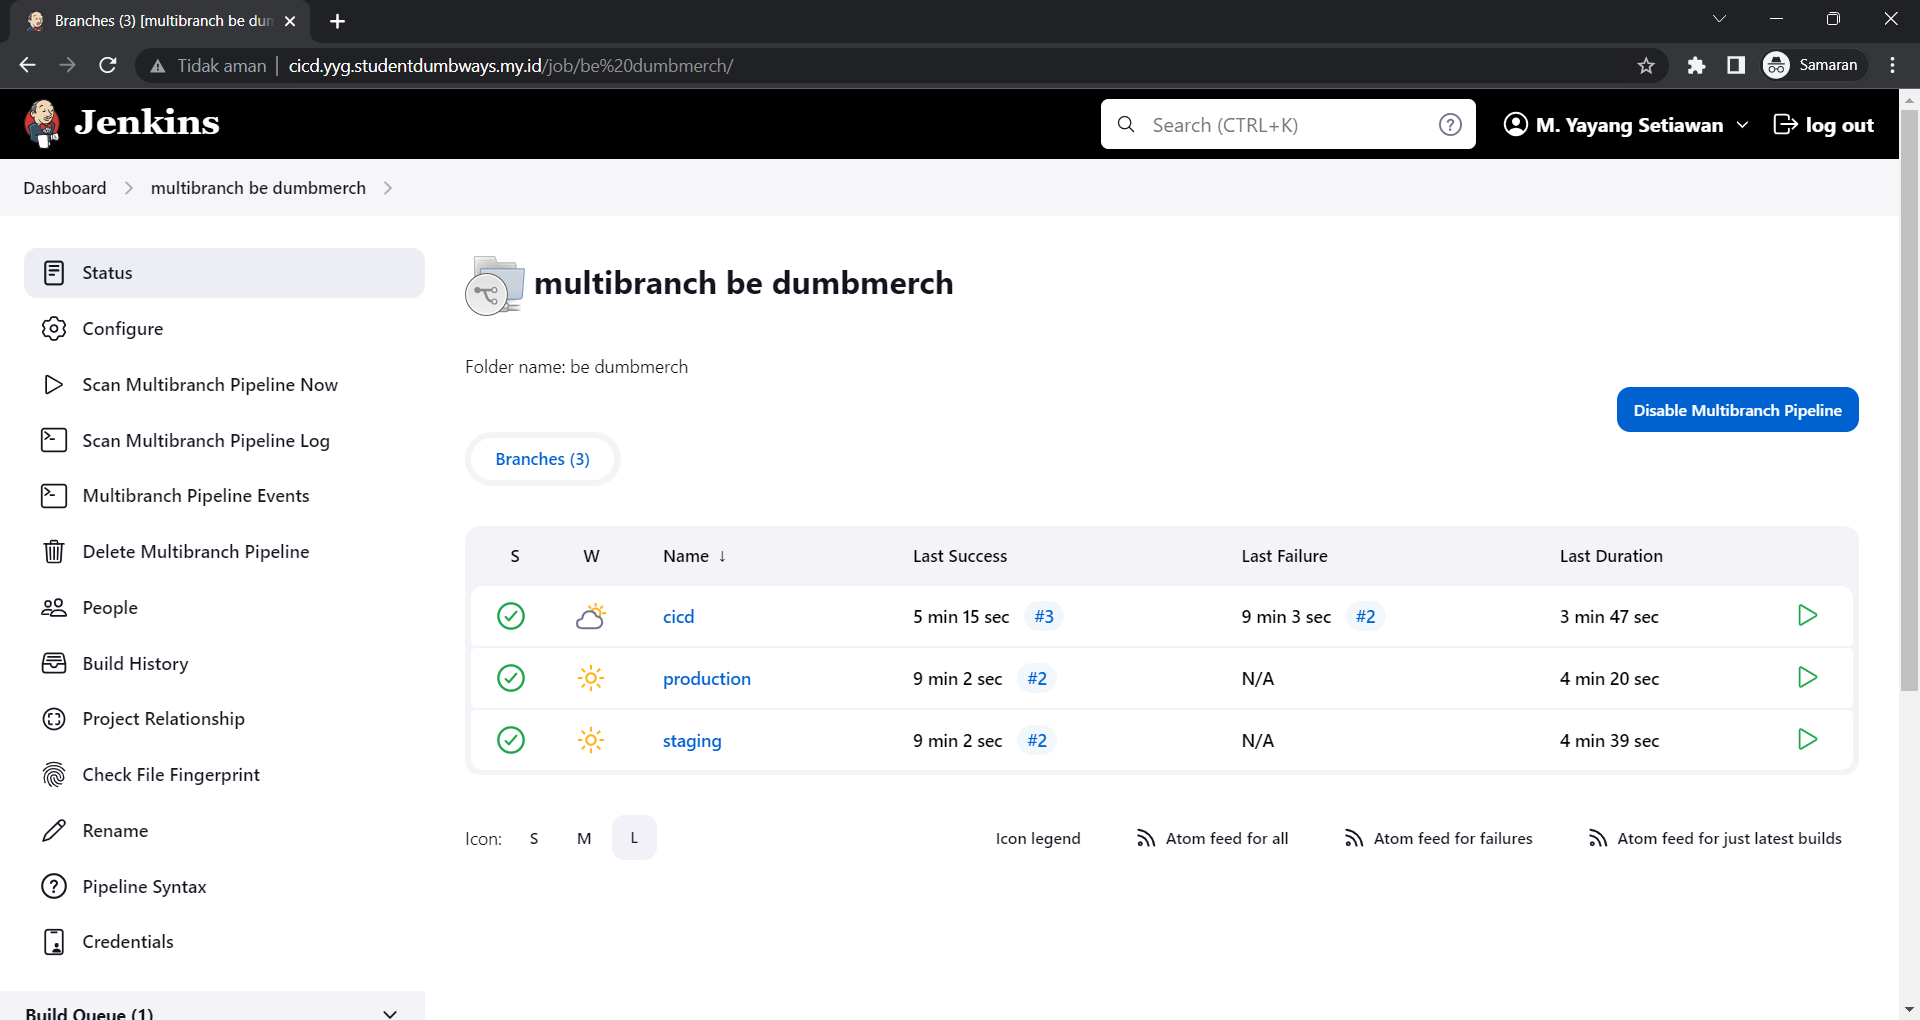 Branches (3) [multibranch be dun
Tidak aman
cicd.yyg.studentdumbways.my.id/job/be%20dumbmerch/
Samaran
Jenkins
Search (CTRL+K)
M. Yayang Setiawan
log out
Dashboard
multibranch be dumbmerch
Status
Configure
Scan Multibranch Pipeline Now
Scan Multibranch Pipeline Log
Multibranch Pipeline Events
Delete Multibranch Pipeline
People
Build History
Project Relationship
Check File Fingerprint
Rename
Pipeline Syntax
Credentials
Build Queue (1)
multibranch be dumbmerch
Folder name: be dumbmerch
Disable Multibranch Pipeline
Branches (3)
S W Name ↓ Last Success Last Failure Last Duration
cicd 5 min 15 sec #3 9 min 3 sec #2 3 min 47 sec
production 9 min 2 sec #2 N/A 4 min 20 sec
staging 9 min 2 sec #2 N/A 4 min 39 sec
Icon: S M L
Icon legend
Atom feed for all
Atom feed for failures
Atom feed for just latest builds